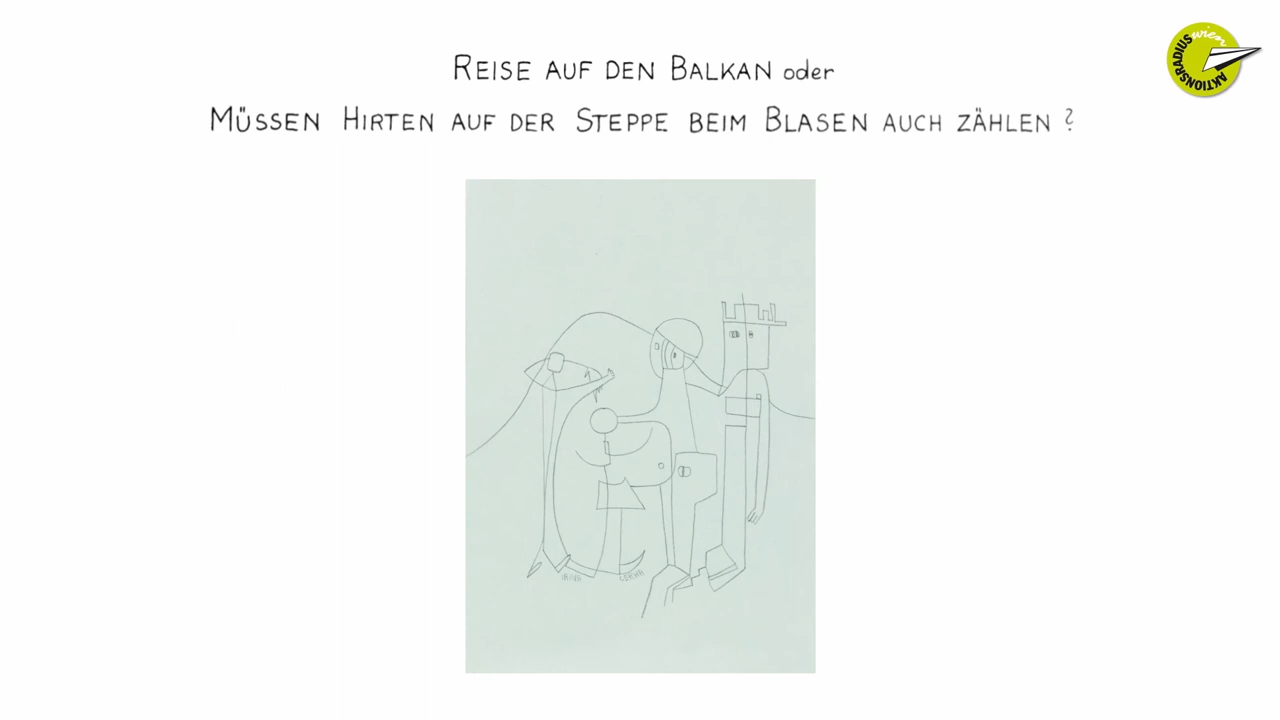 REISE AUF DEN BALKAN oder
MÜSSEN HIRTEN AUF DER STEPPE BEIM BLASEN AUCH ZÄHLEN ?
AKTIONSRADIUS wien